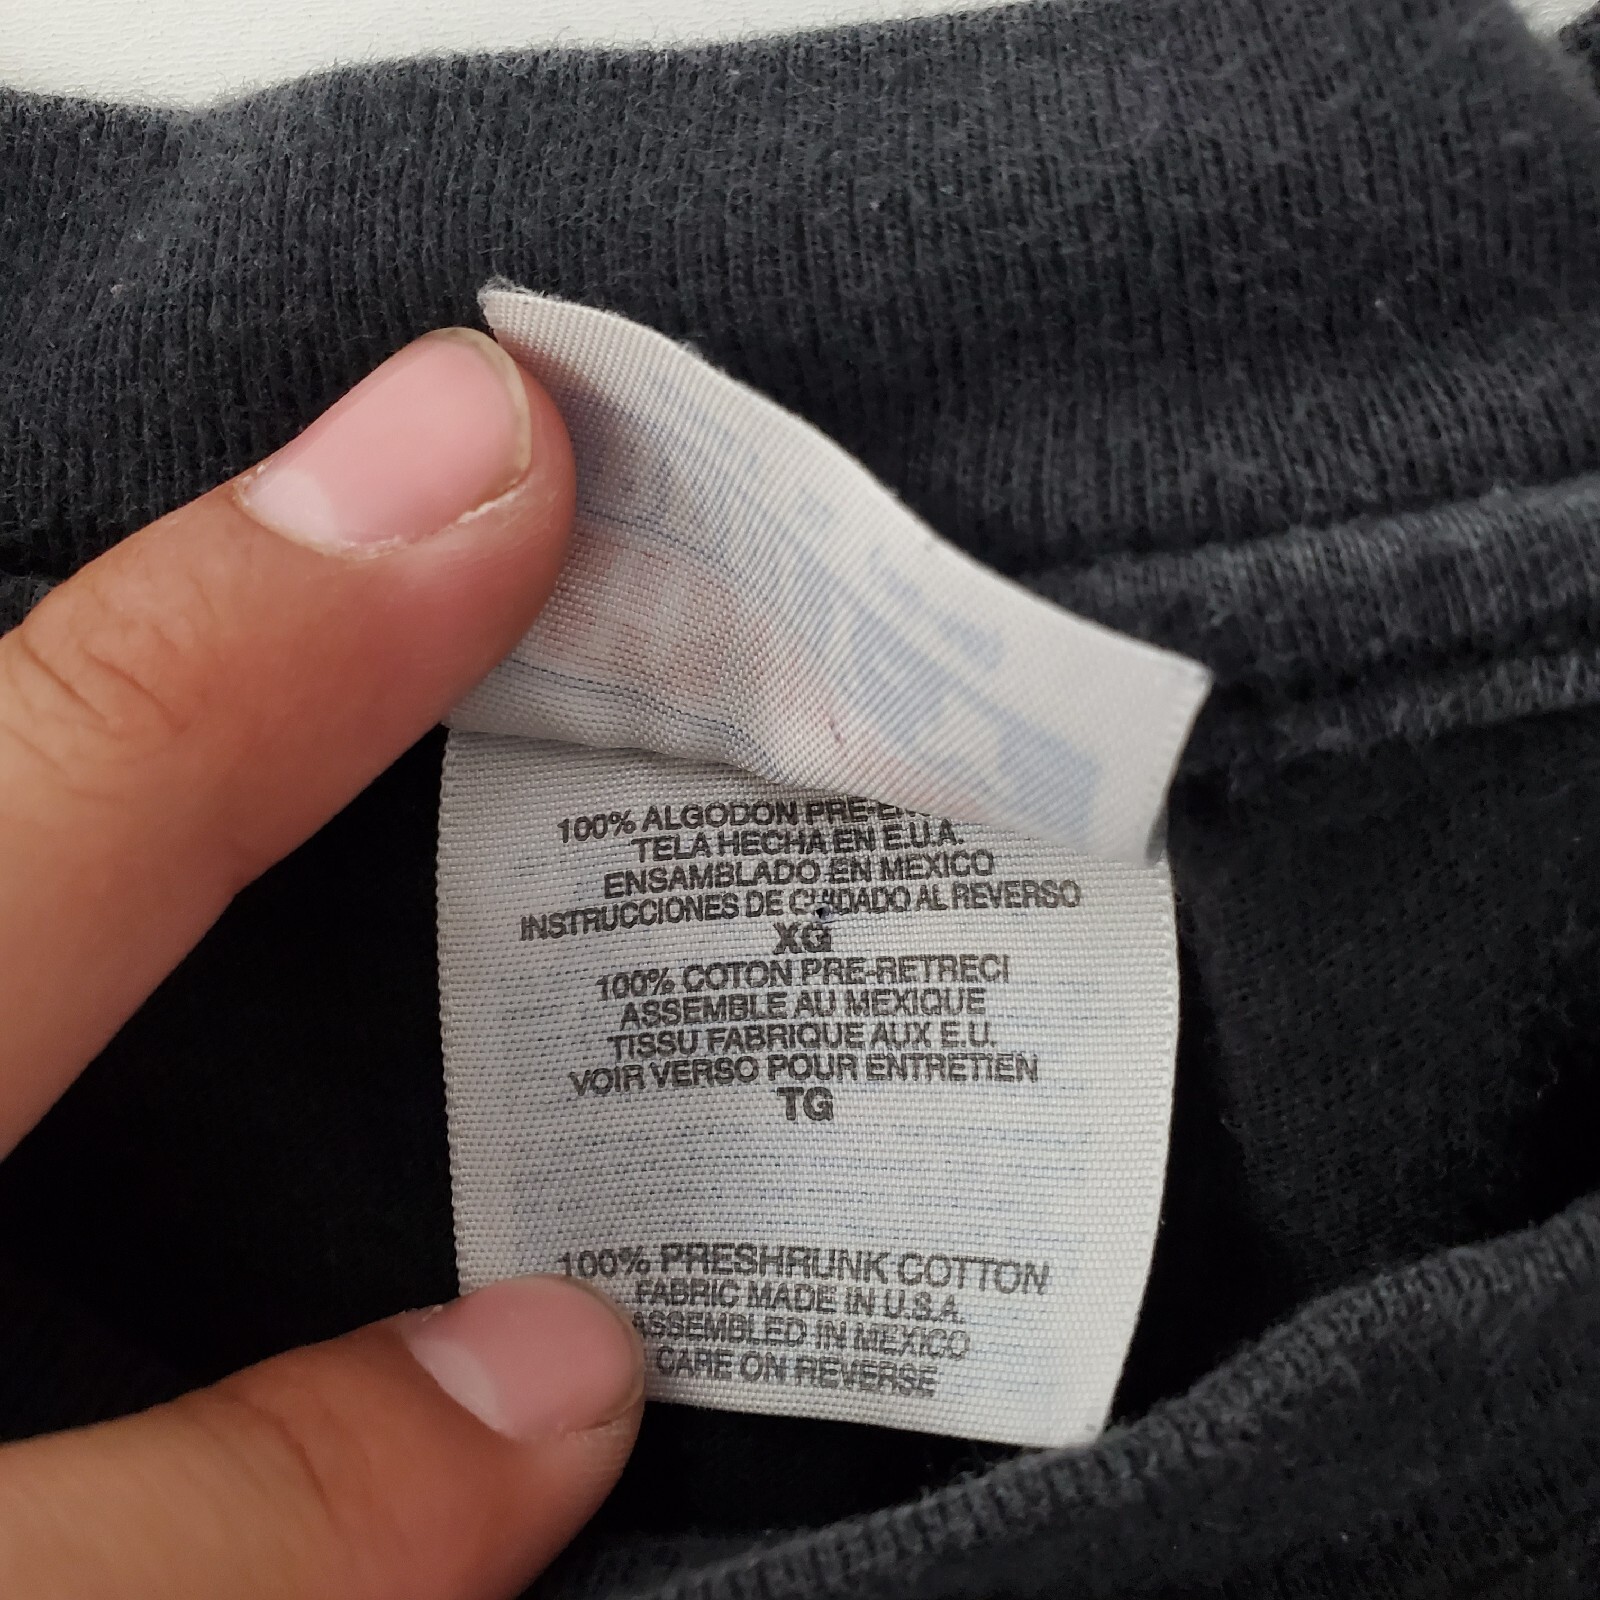 100% ALGODON PRE-EN
TELA HECHA EN E.U.A.
ENSAMBLADO EN MEXICO
INSTRUCCIONES DE CUIDADO AL REVERSO
XG
100% COTON PRE-RETRECI
ASSEMBLE AU MEXIQUE
TISSU FABRIQUE AUX E.U.
VOIR VERSO POUR ENTRETIEN
TG
100% PRESHRUNK COTTON
FABRIC MADE IN U.S.A.
ASSEMBLED IN MEXICO
CARE ON REVERSE